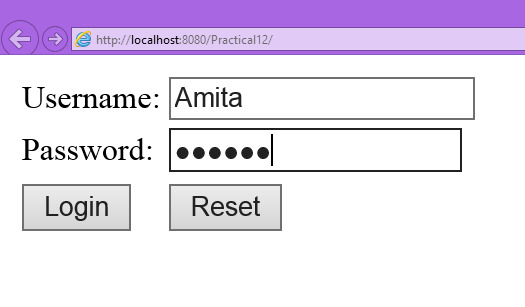 http://localhost:8080/Practical12/
Username: Amita
Password: ●●●●●●
Login Reset